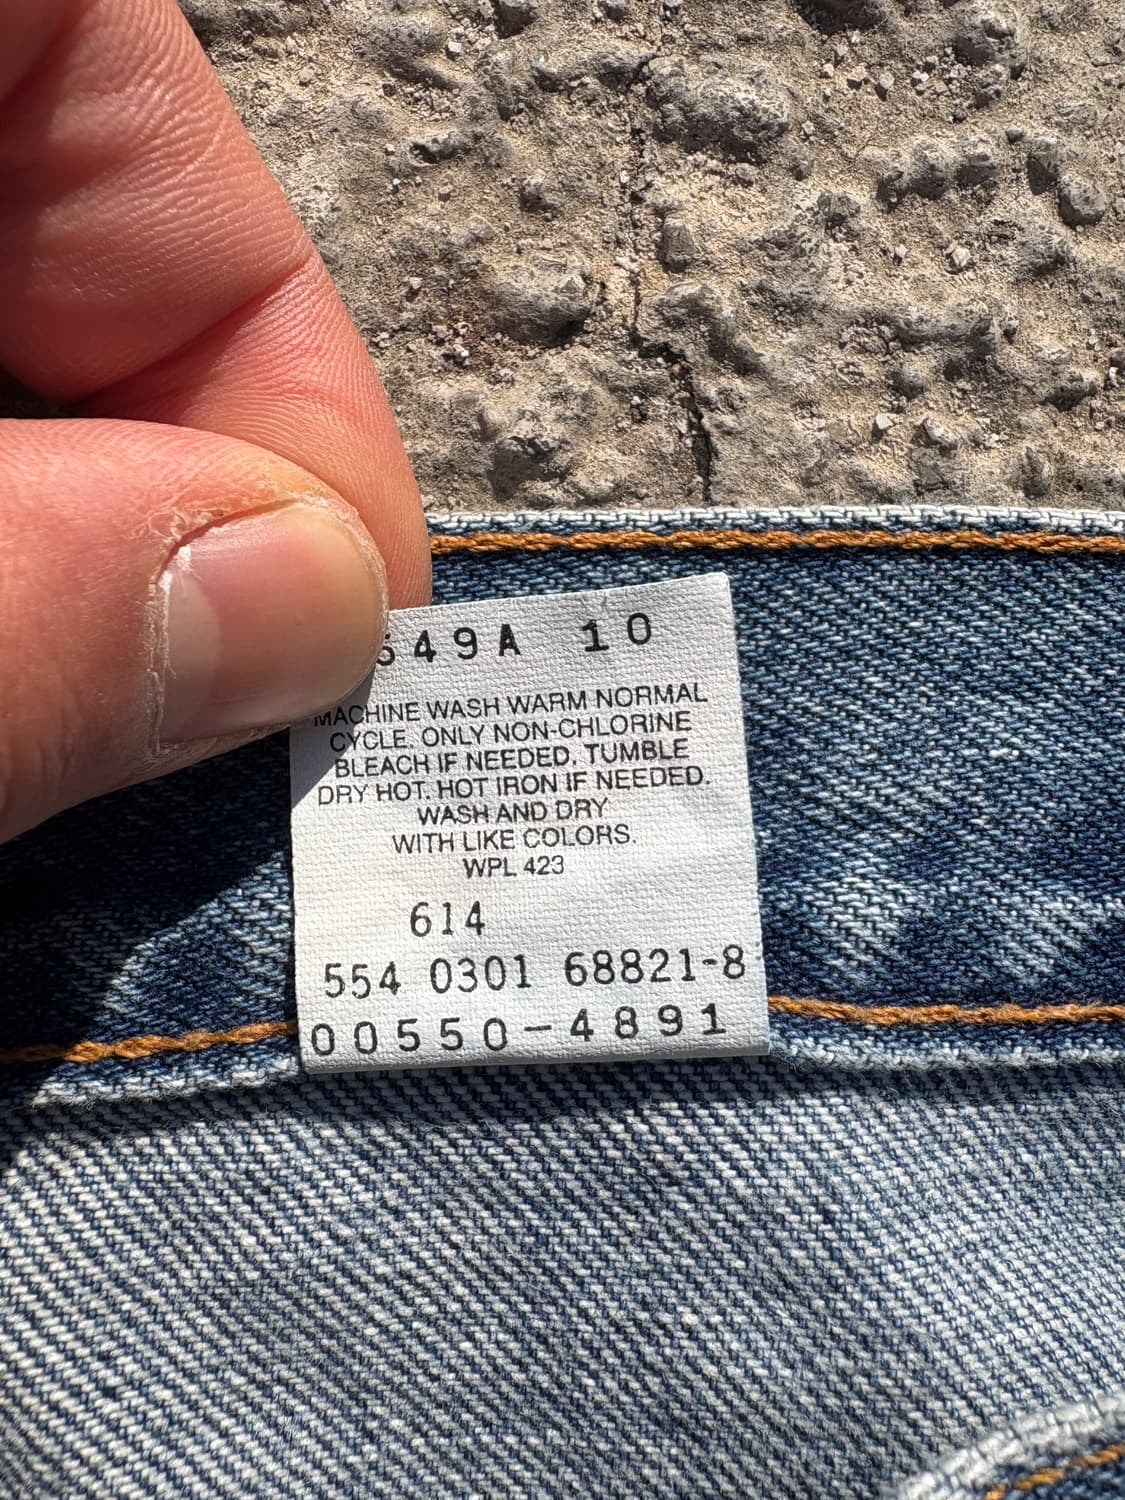 549A 10
MACHINE WASH WARM NORMAL
CYCLE. ONLY NON-CHLORINE
BLEACH IF NEEDED. TUMBLE
DRY HOT. HOT IRON IF NEEDED.
WASH AND DRY
WITH LIKE COLORS.
WPL 423
614
554 0301 68821-8
00550-4891